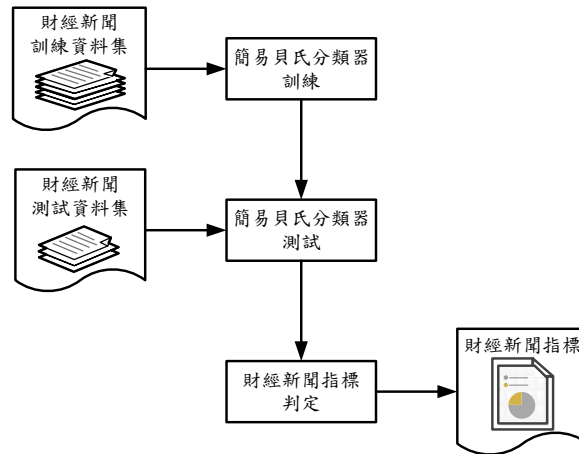 財經新聞
訓練資料集
簡易貝氏分類器
訓練
財經新聞
測試資料集
簡易貝氏分類器
測試
財經新聞指標
判定
財經新聞指標